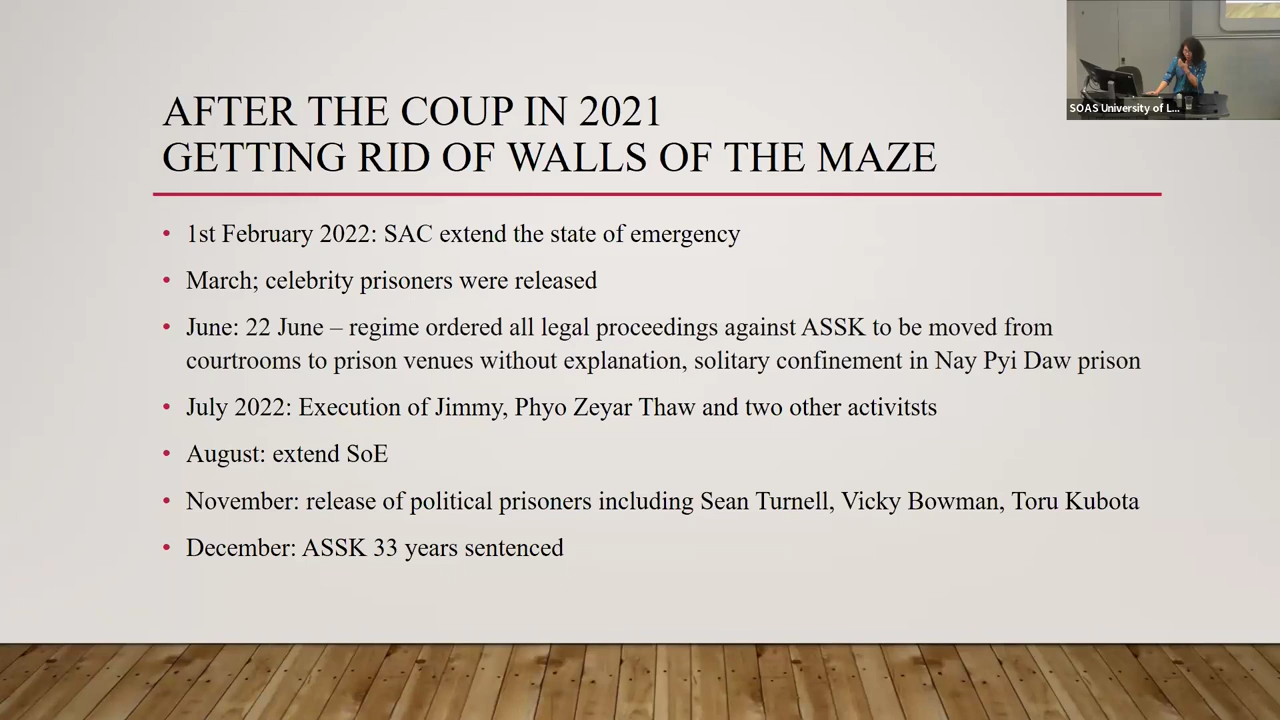 AFTER THE COUP IN 2021
GETTING RID OF WALLS OF THE MAZE
SOAS University of L...
• 1st February 2022: SAC extend the state of emergency
• March; celebrity prisoners were released
• June: 22 June – regime ordered all legal proceedings against ASSK to be moved from
courtrooms to prison venues without explanation, solitary confinement in Nay Pyi Daw prison
• July 2022: Execution of Jimmy, Phyo Zeyar Thaw and two other activitsts
• August: extend SoE
• November: release of political prisoners including Sean Turnell, Vicky Bowman, Toru Kubota
• December: ASSK 33 years sentenced